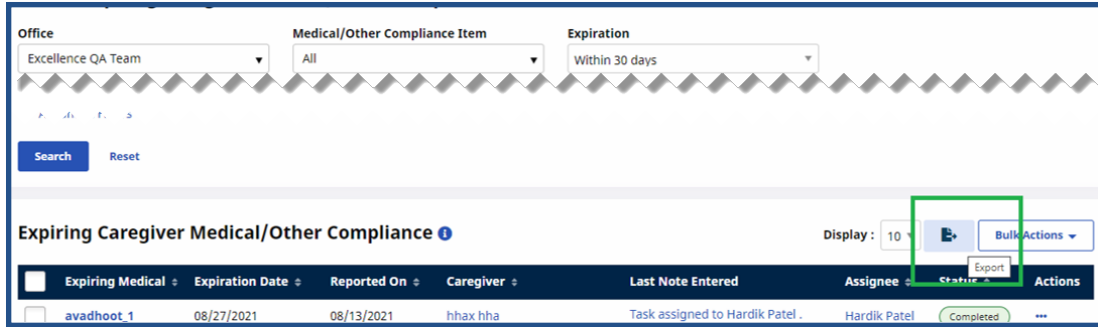 Office Medical/Other Compliance Item Expiration
Excellence QA Team All Within 30 days
Search Reset
Expiring Caregiver Medical/Other Compliance
Display : 10 Bulk Actions
Export
Expiring Medical Expiration Date Reported On Caregiver Last Note Entered Assignee Status Actions
avadhoot_1 08/27/2021 08/13/2021 hhax hha Task assigned to Hardik Patel . Hardik Patel Completed